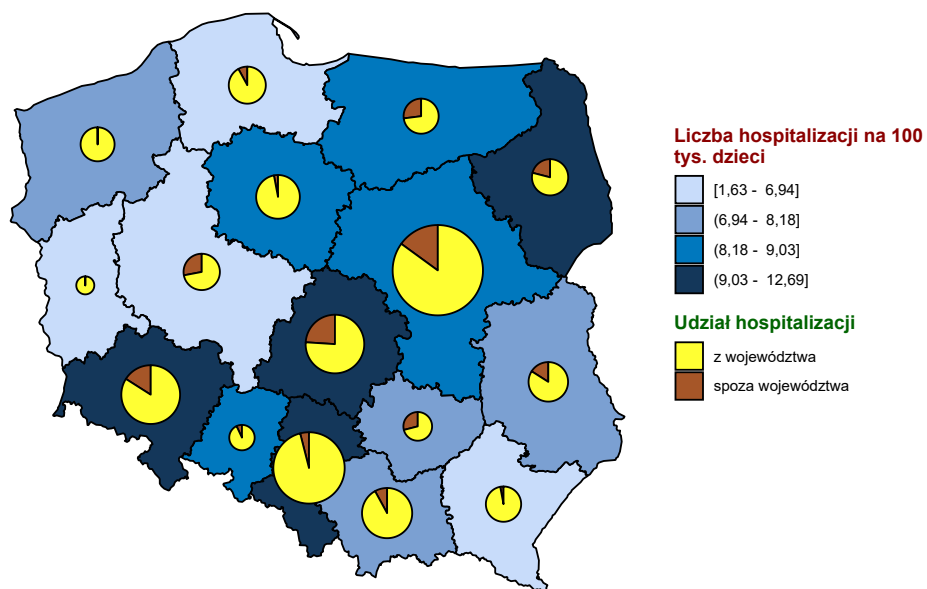 Liczba hospitalizacji na 100
tys. dzieci
[1,63 - 6,94]
(6,94 - 8,18]
(8,18 - 9,03]
(9,03 - 12,69]
Udział hospitalizacji
z województwa
spoza województwa